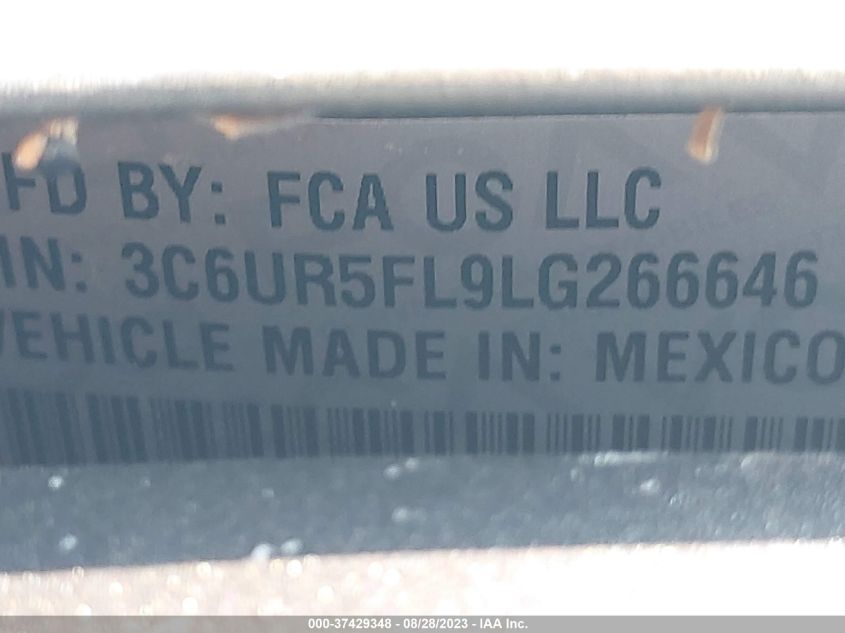 FD BY: FCA US LLC
IN: 3C6UR5FL9LG266646
VEHICLE MADE IN: MEXICO
000-37429348 - 08/28/2023 - IAA Inc.